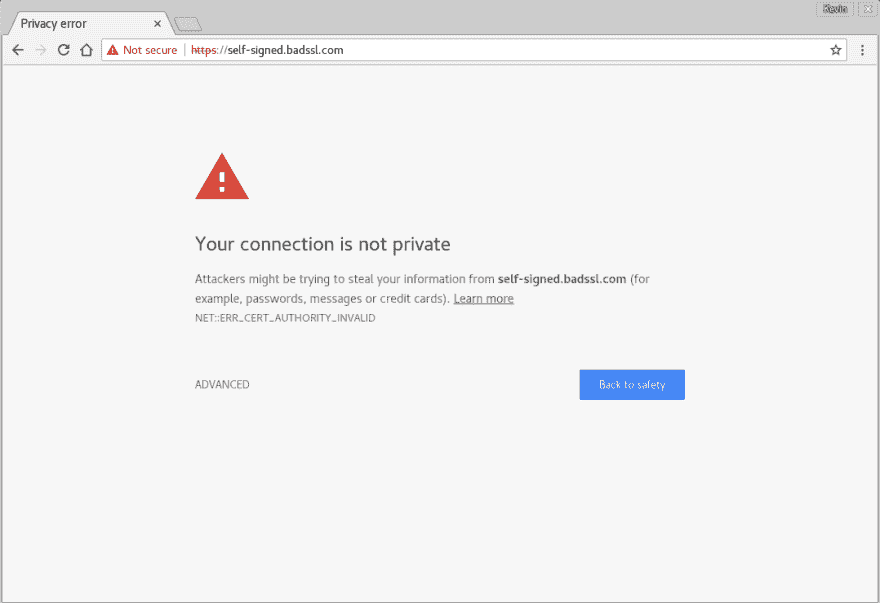 Kevin
Privacy error
Not secure https://self-signed.badssl.com
Your connection is not private
Attackers might be trying to steal your information from self-signed.badssl.com (for
example, passwords, messages or credit cards). Learn more
NET::ERR_CERT_AUTHORITY_INVALID
ADVANCED Back to safety